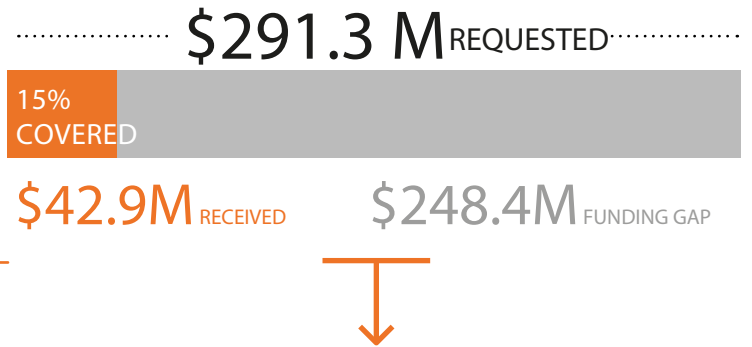 $291.3 M REQUESTED
15%
COVERED
$42.9M RECEIVED $248.4M FUNDING GAP